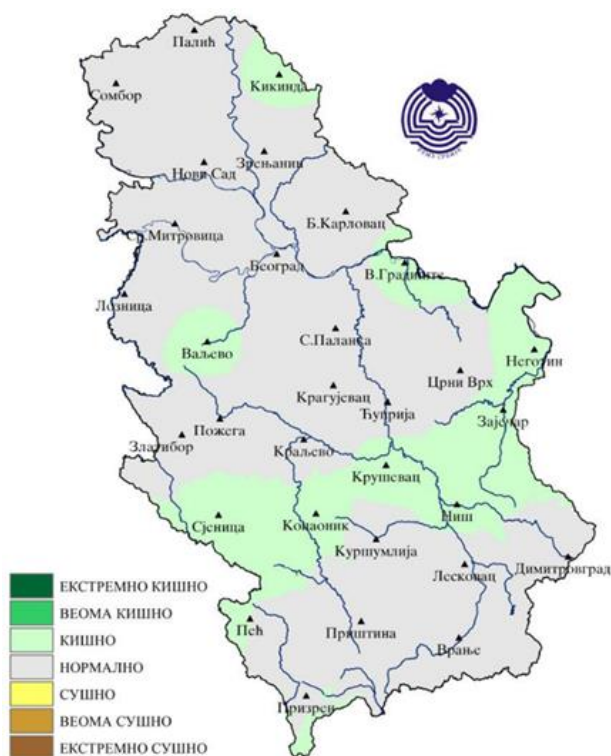 Палић
Кикинда
Сомбор
Зрењанин
Нови Сад
Б.Карловац
Ср.Митровица
Београд
В.Градиште
Лозница
С.Паланка
Ваљево
Неготин
Црни Врх
Крагујевац
Ћуприја
Зајечар
Пожега
Златибор
Краљево
Крушевац
Ниш
Сјеница
Копаоник
Куршумлија
Димитровград
Лесковац
Пећ
Приштина
Врање
Призрен
ЕКСТРЕМНО КИШНО
ВЕОМА КИШНО
КИШНО
НОРМАЛНО
СУШНО
ВЕОМА СУШНО
ЕКСТРЕМНО СУШНО